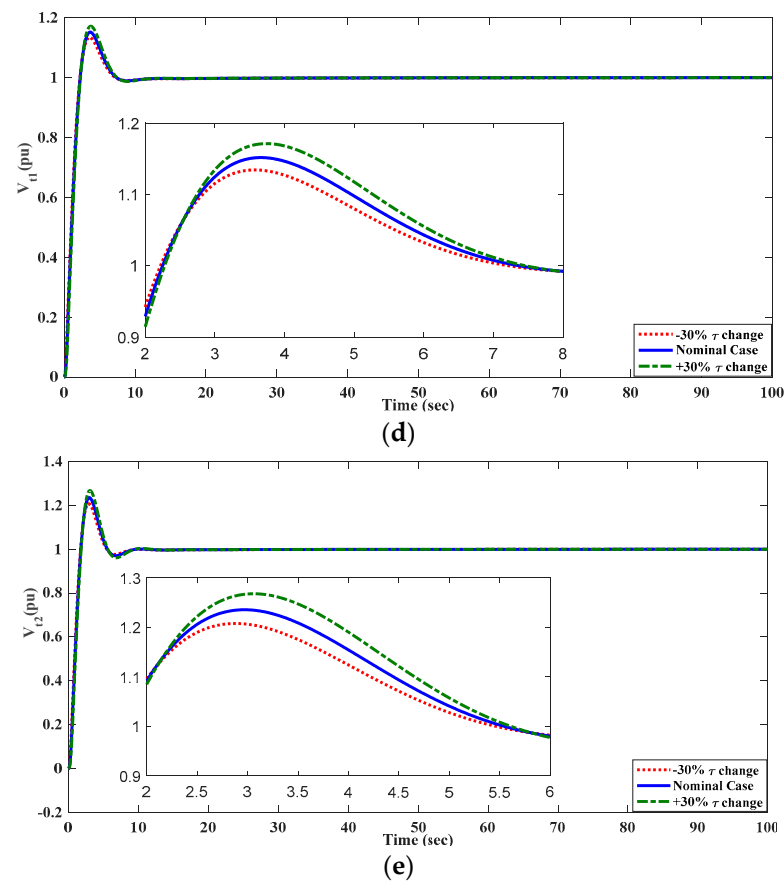 1.2
1
0.8
0.6
0.4
0.2
0
V_t1(pu)
1.2
1.1
1
0.9
2 3 4 5 6 7 8
-30% τ change
Nominal Case
+30% τ change
0 10 20 30 40 50 60 70 80 90 100
Time (sec)
(d)
1.4
1.2
1
0.8
0.6
0.4
0.2
0
-0.2
V_t2(pu)
1.3
1.2
1.1
1
0.9
2 2.5 3 3.5 4 4.5 5 5.5 6
-30% τ change
Nominal Case
+30% τ change
0 10 20 30 40 50 60 70 80 90 100
Time (sec)
(e)